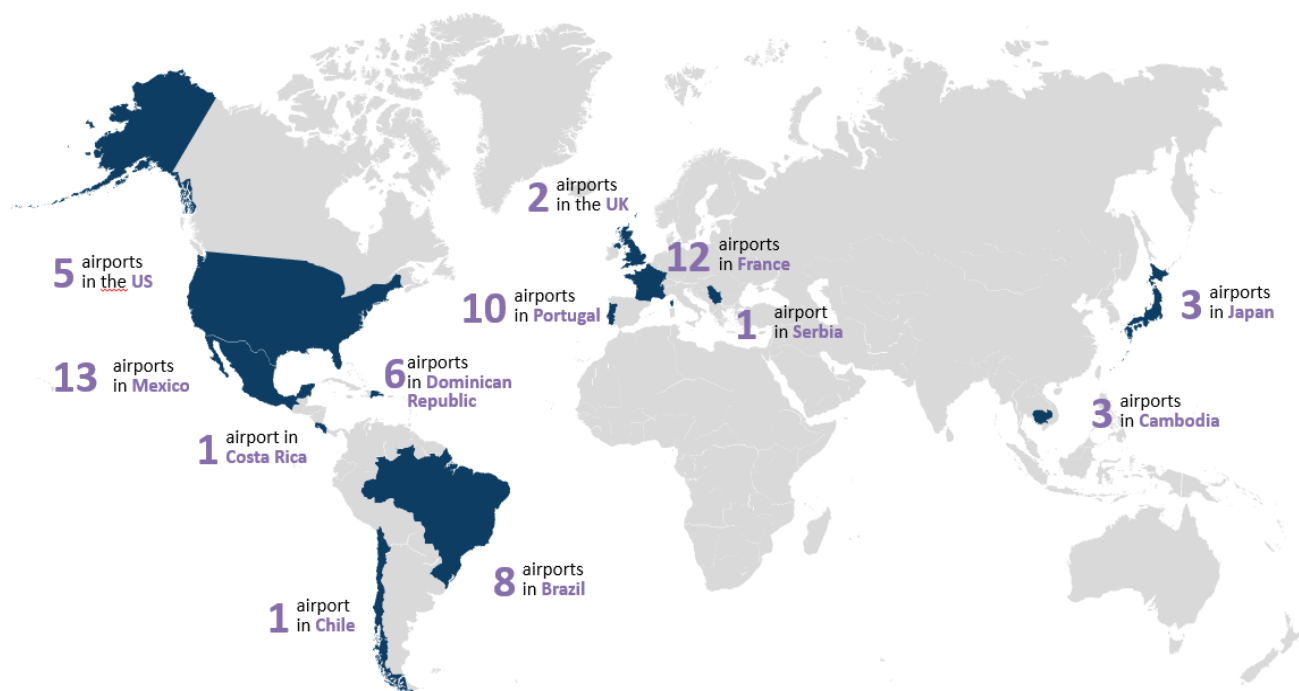 2 airports
in the UK
12 airports
in France
5 airports
in the US
10 airports
in Portugal
1 airport
in Serbia
3 airports
in Japan
13 airports
in Mexico
6 airports
in Dominican
Republic
3 airports
in Cambodia
1 airport in
Costa Rica
8 airports
in Brazil
1 airport
in Chile